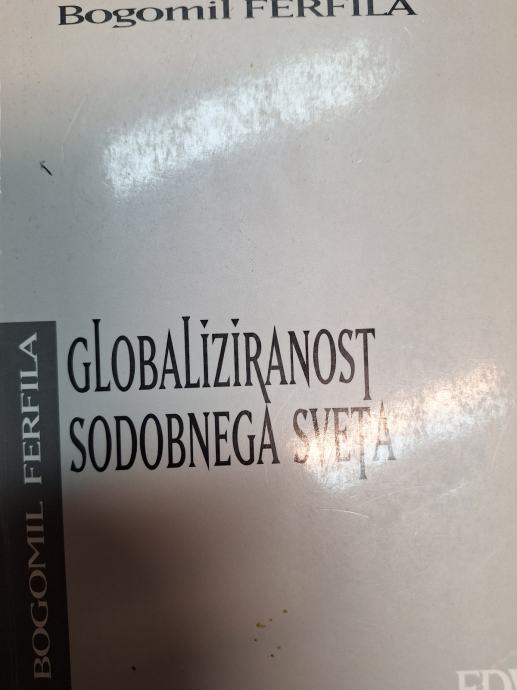 Bogomil FERFILA
GLOBALIZIRANOST
SODOBNEGA SVETA
BOGOMIL FERFILA